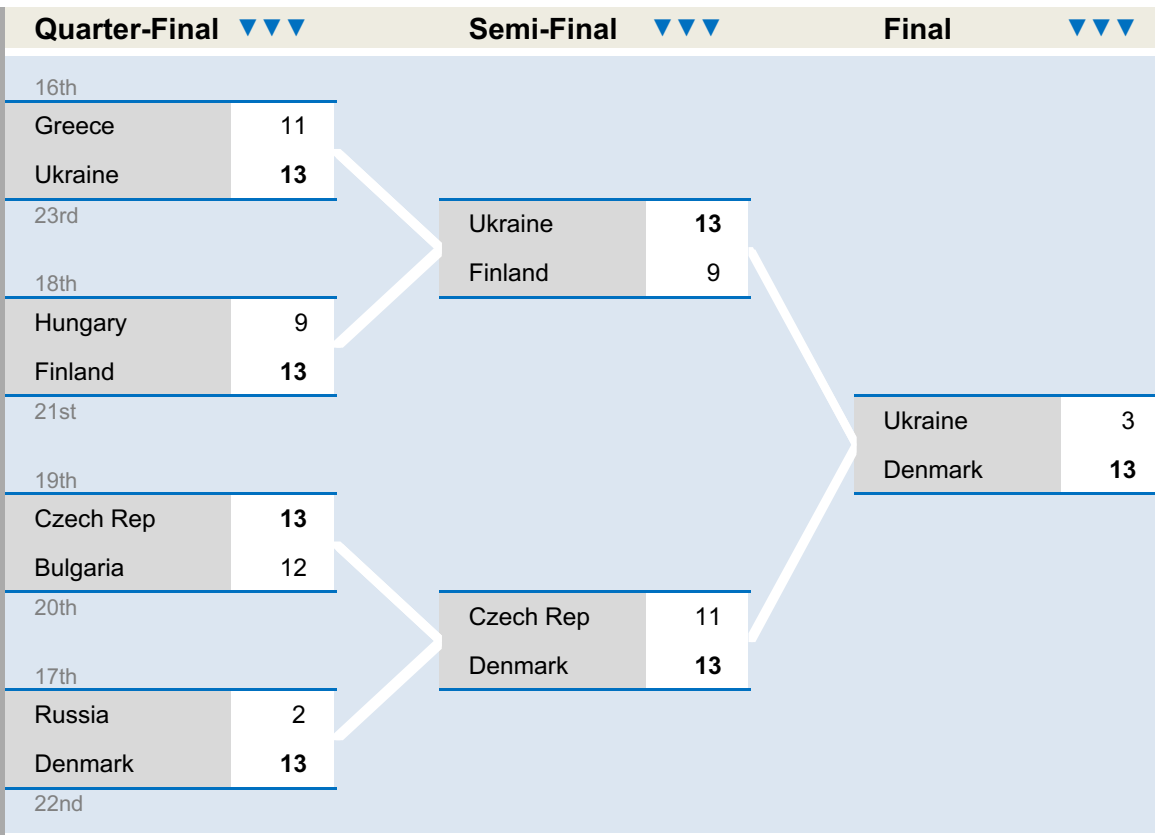 Quarter-Final ▼▼▼ Semi-Final ▼▼▼ Final ▼▼▼
16th
Greece 11
Ukraine 13
23rd
18th
Hungary 9
Finland 13
21st
19th
Czech Rep 13
Bulgaria 12
20th
17th
Russia 2
Denmark 13
22nd
Ukraine 13
Finland 9
Czech Rep 11
Denmark 13
Ukraine 3
Denmark 13